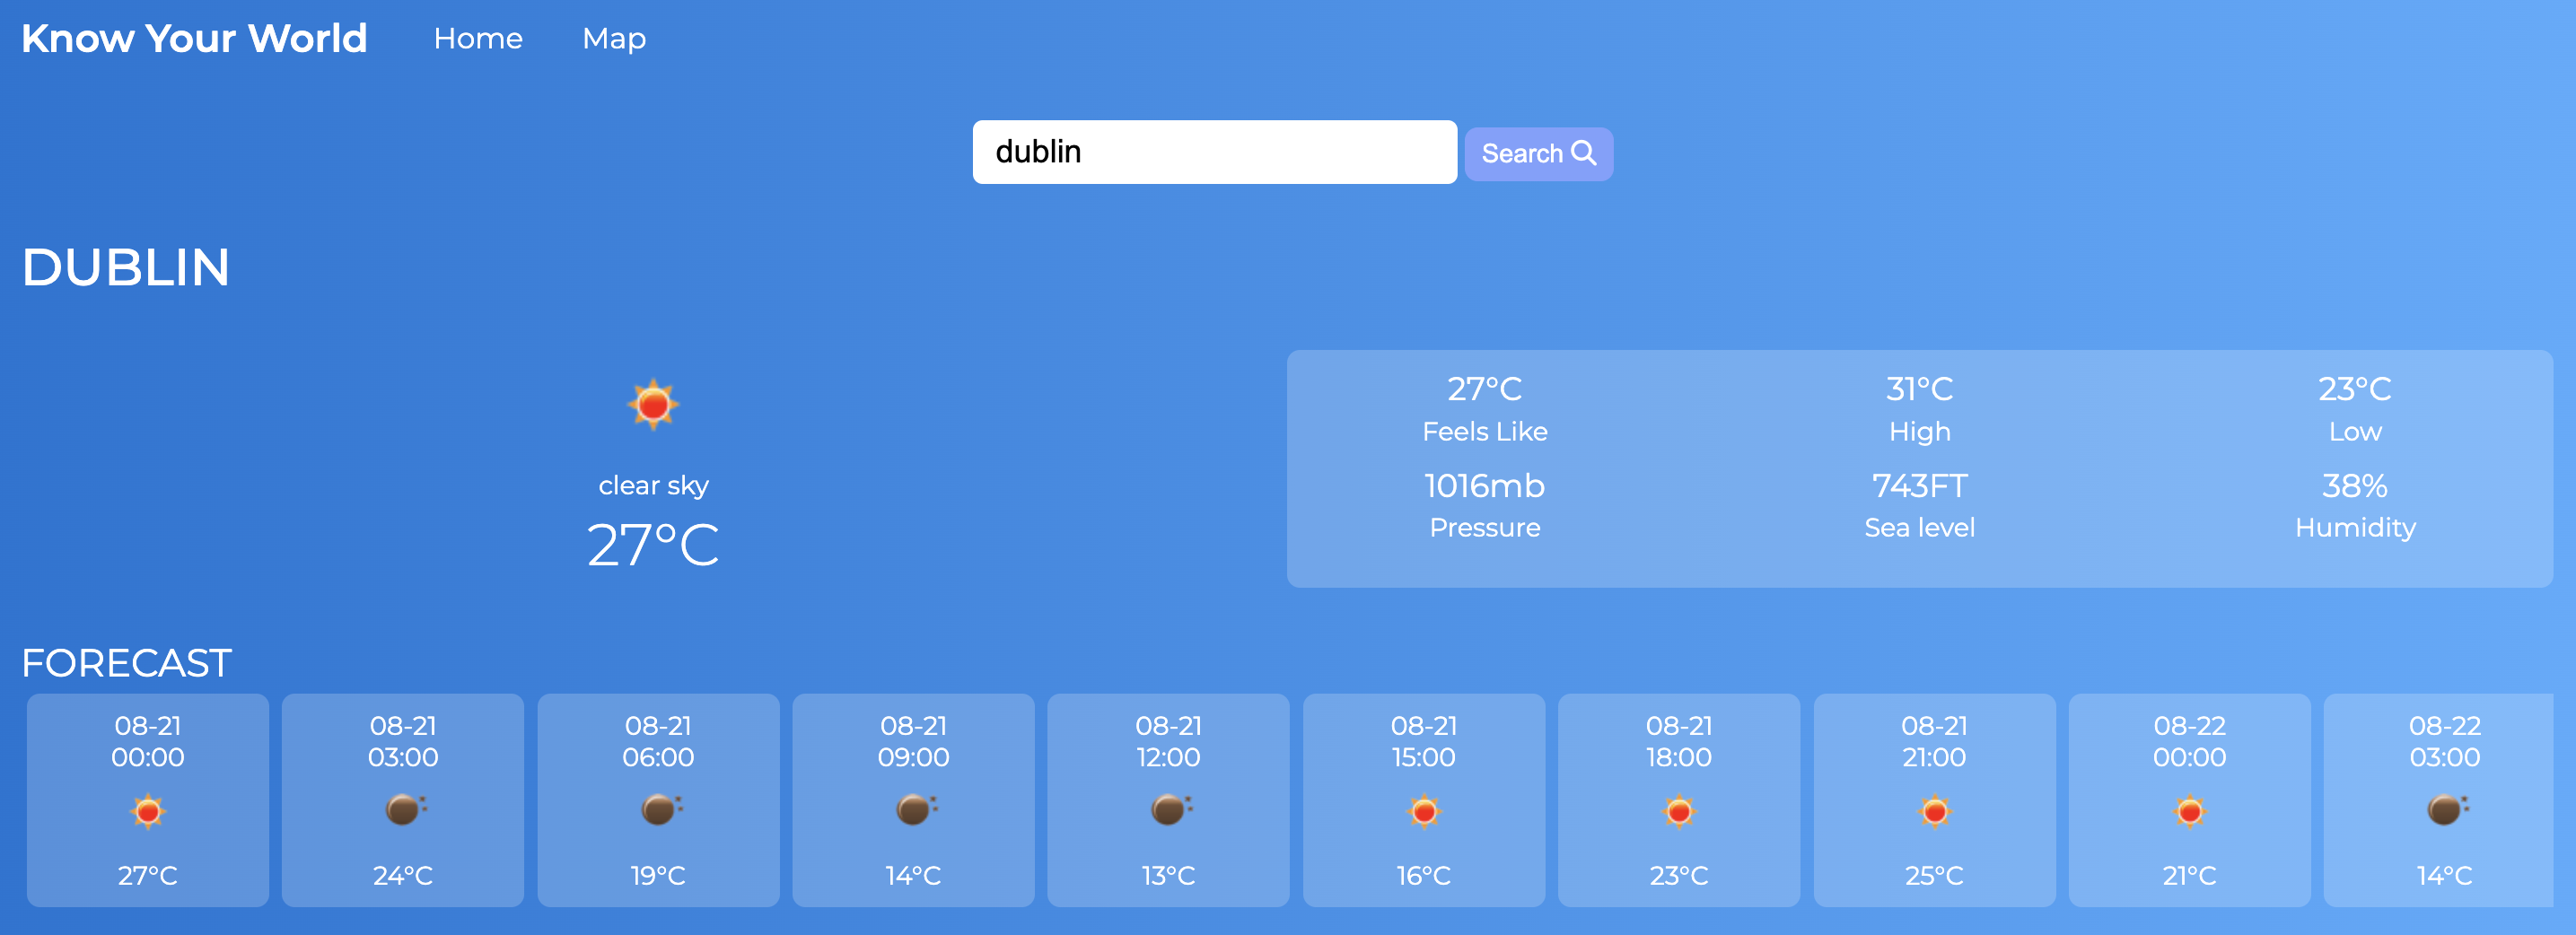 Know Your World Home Map
dublin Search
DUBLIN
clear sky
27°C
27°C 31°C 23°C
Feels Like High Low
1016mb 743FT 38%
Pressure Sea level Humidity
FORECAST
08-21 08-21 08-21 08-21 08-21 08-21 08-21 08-21 08-22 08-22
00:00 03:00 06:00 09:00 12:00 15:00 18:00 21:00 00:00 03:00
27°C 24°C 19°C 14°C 13°C 16°C 23°C 25°C 21°C 14°C